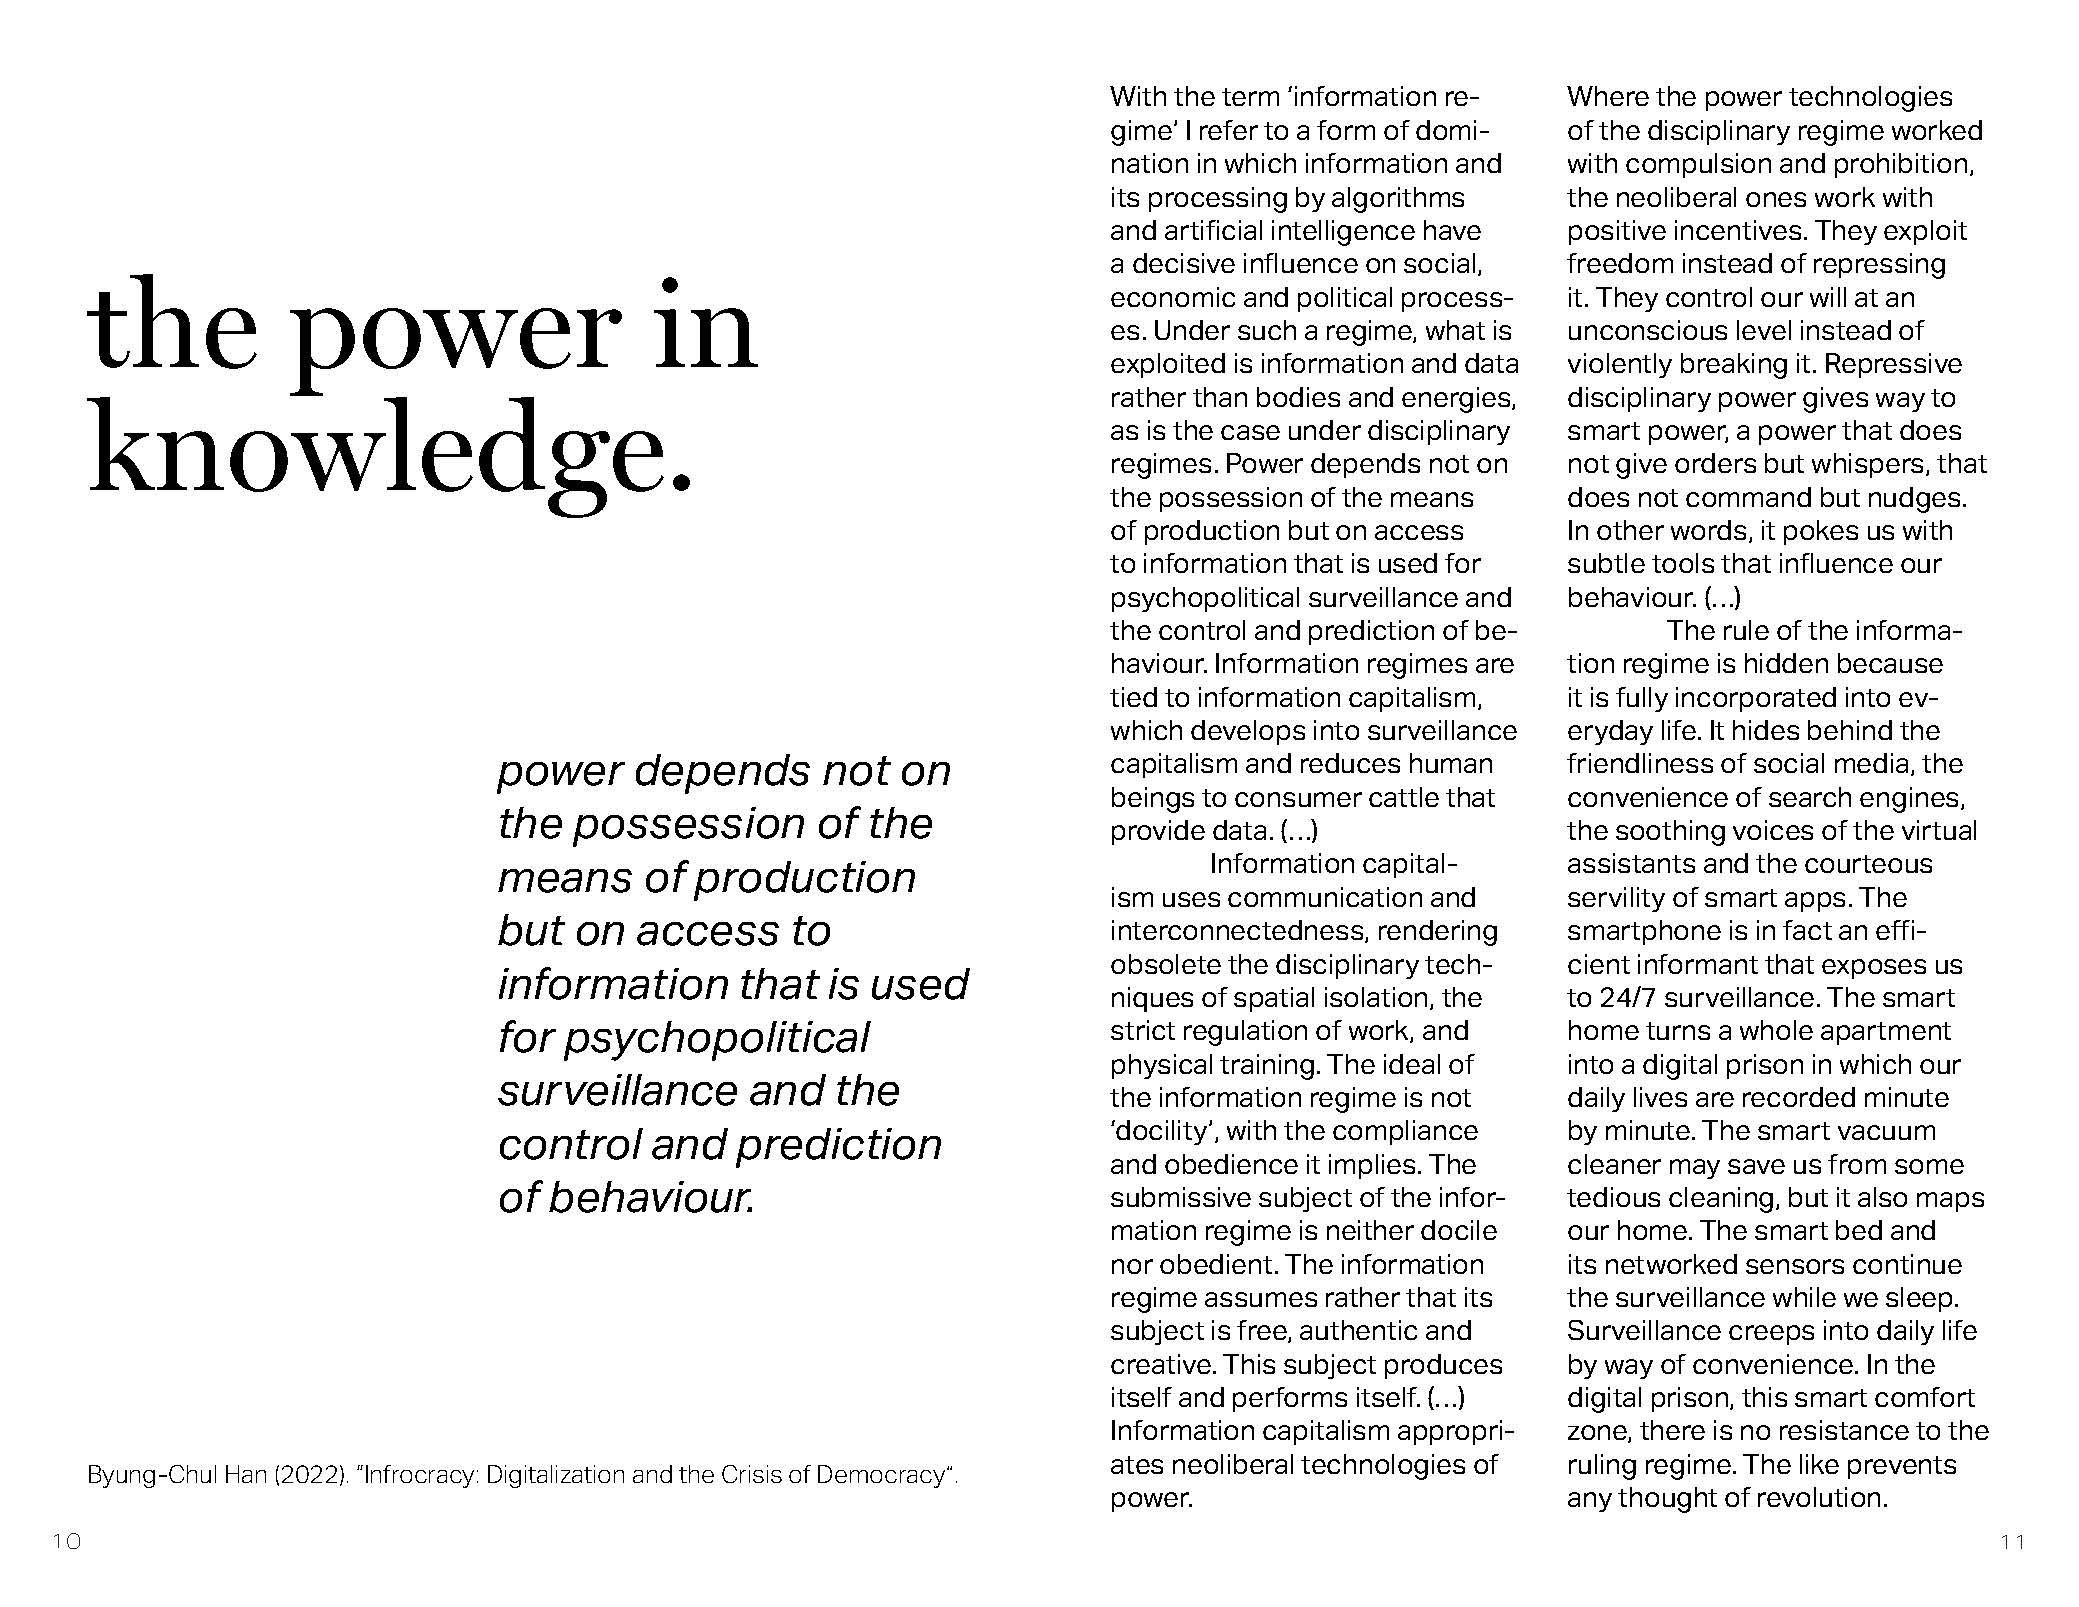 the power in
knowledge.
power depends not on
the possession of the
means of production
but on access to
information that is used
for psychopolitical
surveillance and the
control and prediction
of behaviour.
Byung-Chul Han (2022). “Infrocracy: Digitalization and the Crisis of Democracy“.
10
With the term ‘information re-
gime’ I refer to a form of domi-
nation in which information and
its processing by algorithms
and artificial intelligence have
a decisive influence on social,
economic and political process-
es. Under such a regime, what is
exploited is information and data
rather than bodies and energies,
as is the case under disciplinary
regimes. Power depends not on
the possession of the means
of production but on access
to information that is used for
psychopolitical surveillance and
the control and prediction of be-
haviour. Information regimes are
tied to information capitalism,
which develops into surveillance
capitalism and reduces human
beings to consumer cattle that
provide data. (…)
Information capital-
ism uses communication and
interconnectedness, rendering
obsolete the disciplinary tech-
niques of spatial isolation, the
strict regulation of work, and
physical training. The ideal of
the information regime is not
‘docility’, with the compliance
and obedience it implies. The
submissive subject of the infor-
mation regime is neither docile
nor obedient. The information
regime assumes rather that its
subject is free, authentic and
creative. This subject produces
itself and performs itself. (…)
Information capitalism appropri-
ates neoliberal technologies of
power.
Where the power technologies
of the disciplinary regime worked
with compulsion and prohibition,
the neoliberal ones work with
positive incentives. They exploit
freedom instead of repressing
it. They control our will at an
unconscious level instead of
violently breaking it. Repressive
disciplinary power gives way to
smart power, a power that does
not give orders but whispers, that
does not command but nudges.
In other words, it pokes us with
subtle tools that influence our
behaviour. (…)
The rule of the informa-
tion regime is hidden because
it is fully incorporated into ev-
eryday life. It hides behind the
friendliness of social media, the
convenience of search engines,
the soothing voices of the virtual
assistants and the courteous
servility of smart apps. The
smartphone is in fact an effi-
cient informant that exposes us
to 24/7 surveillance. The smart
home turns a whole apartment
into a digital prison in which our
daily lives are recorded minute
by minute. The smart vacuum
cleaner may save us from some
tedious cleaning, but it also maps
our home. The smart bed and
its networked sensors continue
the surveillance while we sleep.
Surveillance creeps into daily life
by way of convenience. In the
digital prison, this smart comfort
zone, there is no resistance to the
ruling regime. The like prevents
any thought of revolution.
11